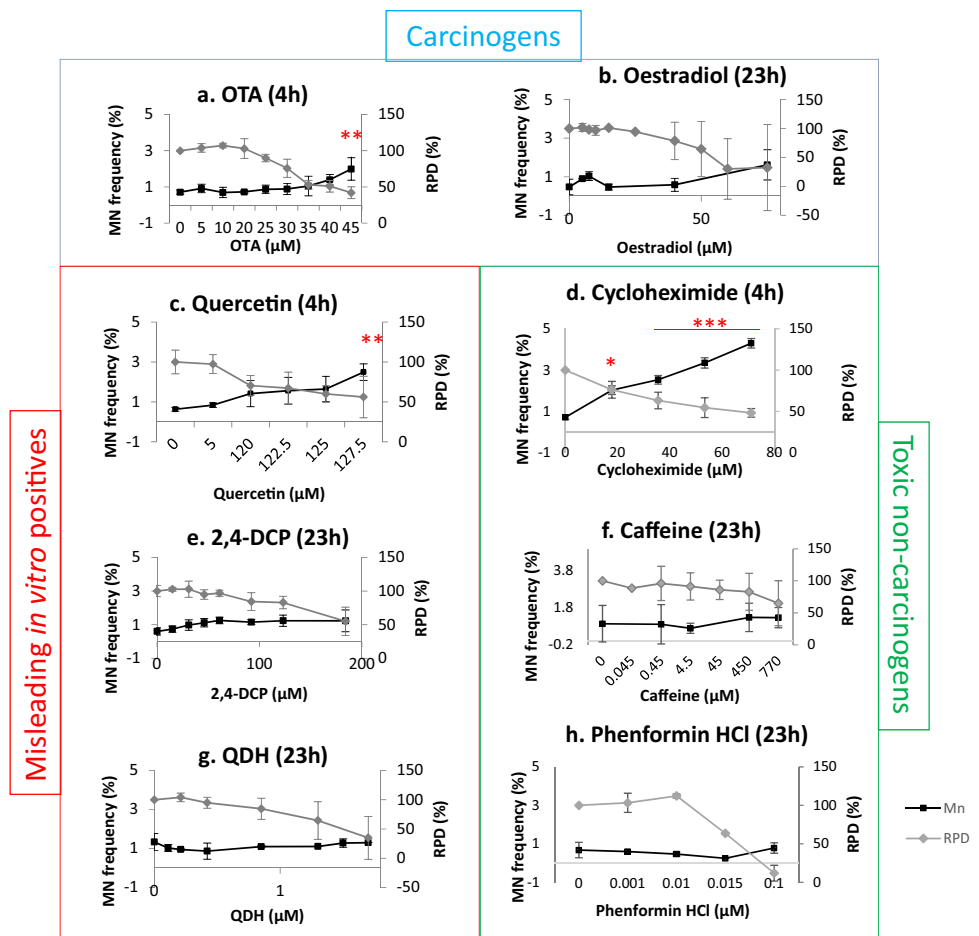 Carcinogens
a. OTA (4h)
MN frequency (%)
5
3
1
-1
150
100
50
0
RPD (%)
**
0 5 10 20 25 30 35 40 45
OTA (µM)
b. Oestradiol (23h)
MN frequency (%)
5
3
1
-1
150
100
50
0
-50
RPD (%)
0 50
Oestradiol (µM)
Misleading in vitro positives
c. Quercetin (4h)
MN frequency (%)
5
3
1
-1
150
100
50
0
RPD (%)
**
0 5 120 122.5 125 127.5
Quercetin (µM)
d. Cycloheximide (4h)
MN frequency (%)
5
3
1
-1
150
100
50
0
RPD (%)
*
***
0 20 40 60 80
Cycloheximide (µM)
Toxic non-carcinogens
e. 2,4-DCP (23h)
MN frequency (%)
5
3
1
-1
150
100
50
0
RPD (%)
0 100 200
2,4-DCP (µM)
f. Caffeine (23h)
MN frequency (%)
3.8
1.8
-0.2
150
100
50
0
RPD (%)
0 0.045 0.45 4.5 45 450 770
Caffeine (µM)
g. QDH (23h)
MN frequency (%)
5
3
1
-1
150
100
50
0
-50
RPD (%)
0 1
QDH (µM)
h. Phenformin HCl (23h)
MN frequency (%)
5
3
1
-1
150
100
50
0
RPD (%)
0 0.001 0.01 0.015 0.1
Phenformin HCl (µM)
Mn
RPD